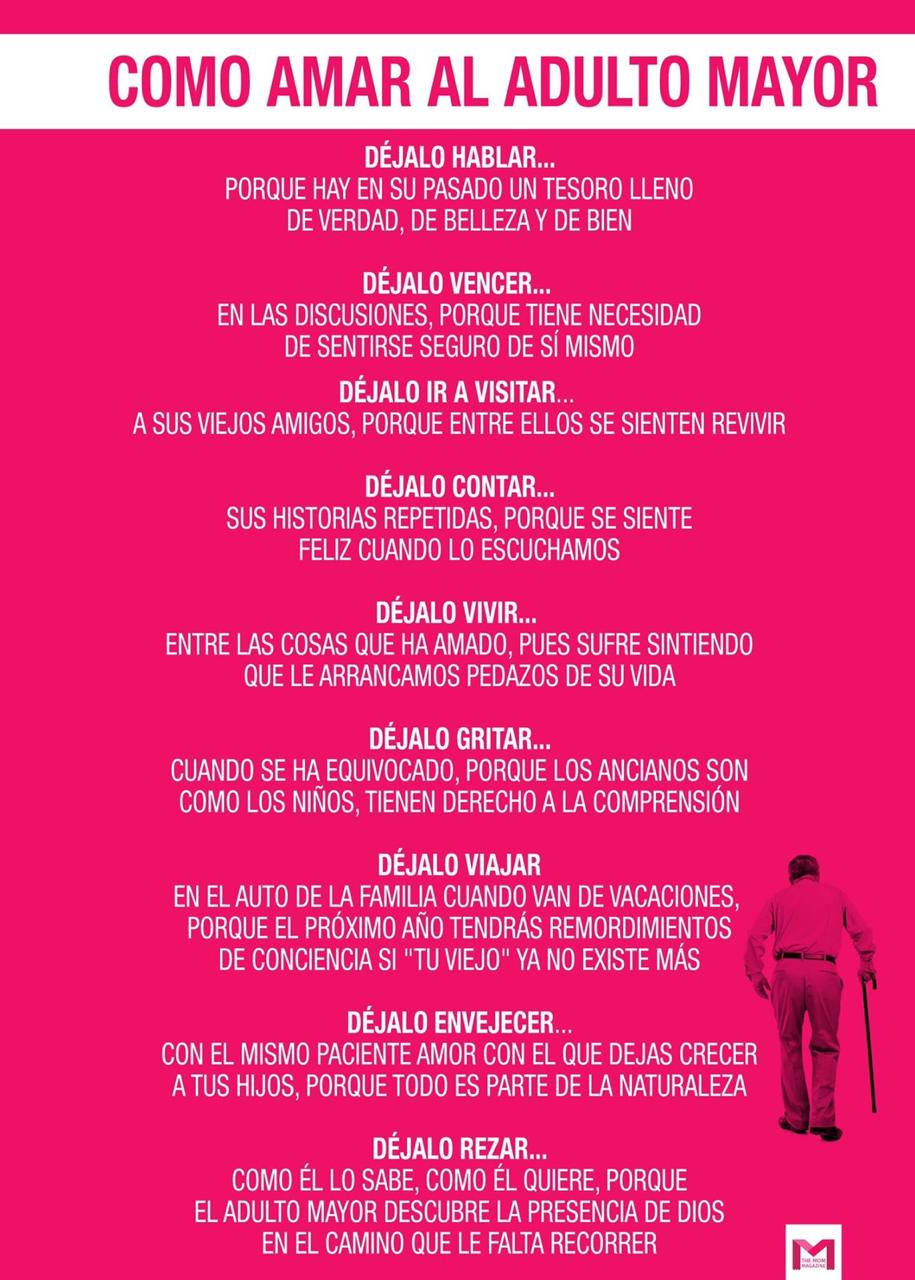 COMO AMAR AL ADULTO MAYOR
DÉJALO HABLAR...
PORQUE HAY EN SU PASADO UN TESORO LLENO
DE VERDAD, DE BELLEZA Y DE BIEN
DÉJALO VENCER...
EN LAS DISCUSIONES, PORQUE TIENE NECESIDAD
DE SENTIRSE SEGURO DE SÍ MISMO
DÉJALO IR A VISITAR...
A SUS VIEJOS AMIGOS, PORQUE ENTRE ELLOS SE SIENTEN REVIVIR
DÉJALO CONTAR...
SUS HISTORIAS REPETIDAS, PORQUE SE SIENTE
FELIZ CUANDO LO ESCUCHAMOS
DÉJALO VIVIR...
ENTRE LAS COSAS QUE HA AMADO, PUES SUFRE SINTIENDO
QUE LE ARRANCAMOS PEDAZOS DE SU VIDA
DÉJALO GRITAR...
CUANDO SE HA EQUIVOCADO, PORQUE LOS ANCIANOS SON
COMO LOS NIÑOS, TIENEN DERECHO A LA COMPRENSIÓN
DÉJALO VIAJAR
EN EL AUTO DE LA FAMILIA CUANDO VAN DE VACACIONES,
PORQUE EL PRÓXIMO AÑO TENDRÁS REMORDIMIENTOS
DE CONCIENCIA SI "TU VIEJO" YA NO EXISTE MÁS
DÉJALO ENVEJECER...
CON EL MISMO PACIENTE AMOR CON EL QUE DEJAS CRECER
A TUS HIJOS, PORQUE TODO ES PARTE DE LA NATURALEZA
DÉJALO REZAR...
COMO ÉL LO SABE, COMO ÉL QUIERE, PORQUE
EL ADULTO MAYOR DESCUBRE LA PRESENCIA DE DIOS
EN EL CAMINO QUE LE FALTA RECORRER
THE MOM
MAGAZINE